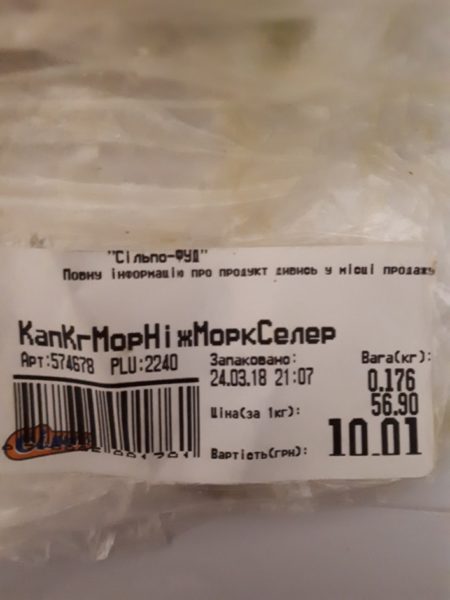 "Сільпо-ФУД"
Повну інформацію про продукт дивись у місці продажу
КапКгМорНіжМоркСелер
Арт:574678 PLU:2240
Запаковано:
24.03.18 21:07
Вага(кг):
0.176
Ціна(за 1кг):
56.90
Вартість(грн):
10.01